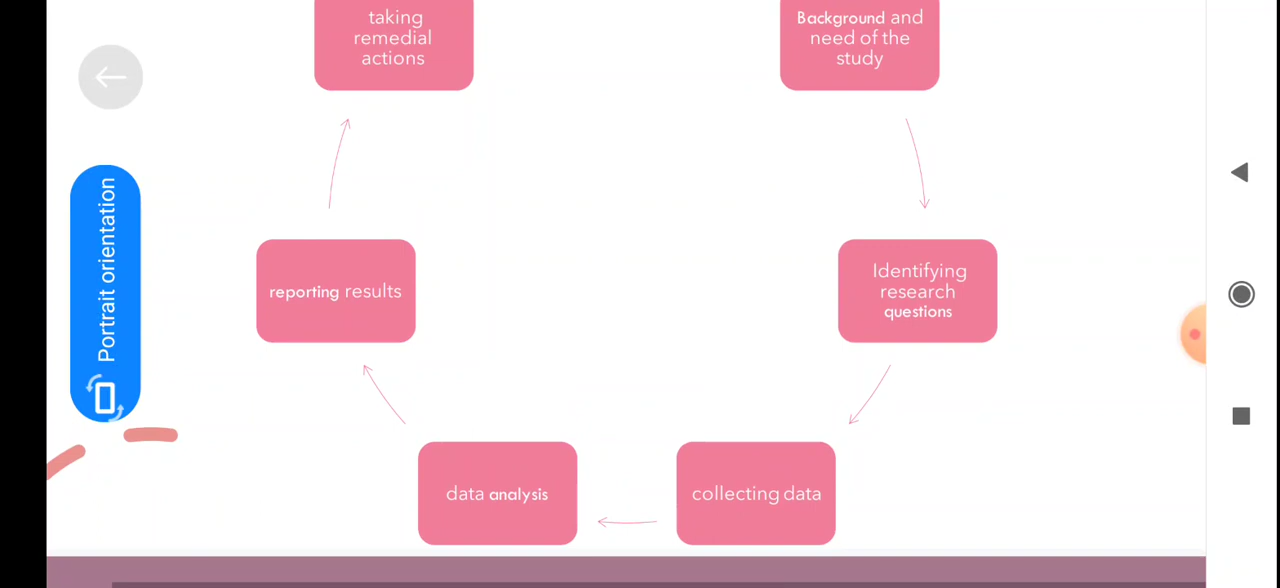 taking
remedial
actions
Background and
need of the
study
Portrait orientation
reporting results
Identifying
research
questions
data analysis
collecting data